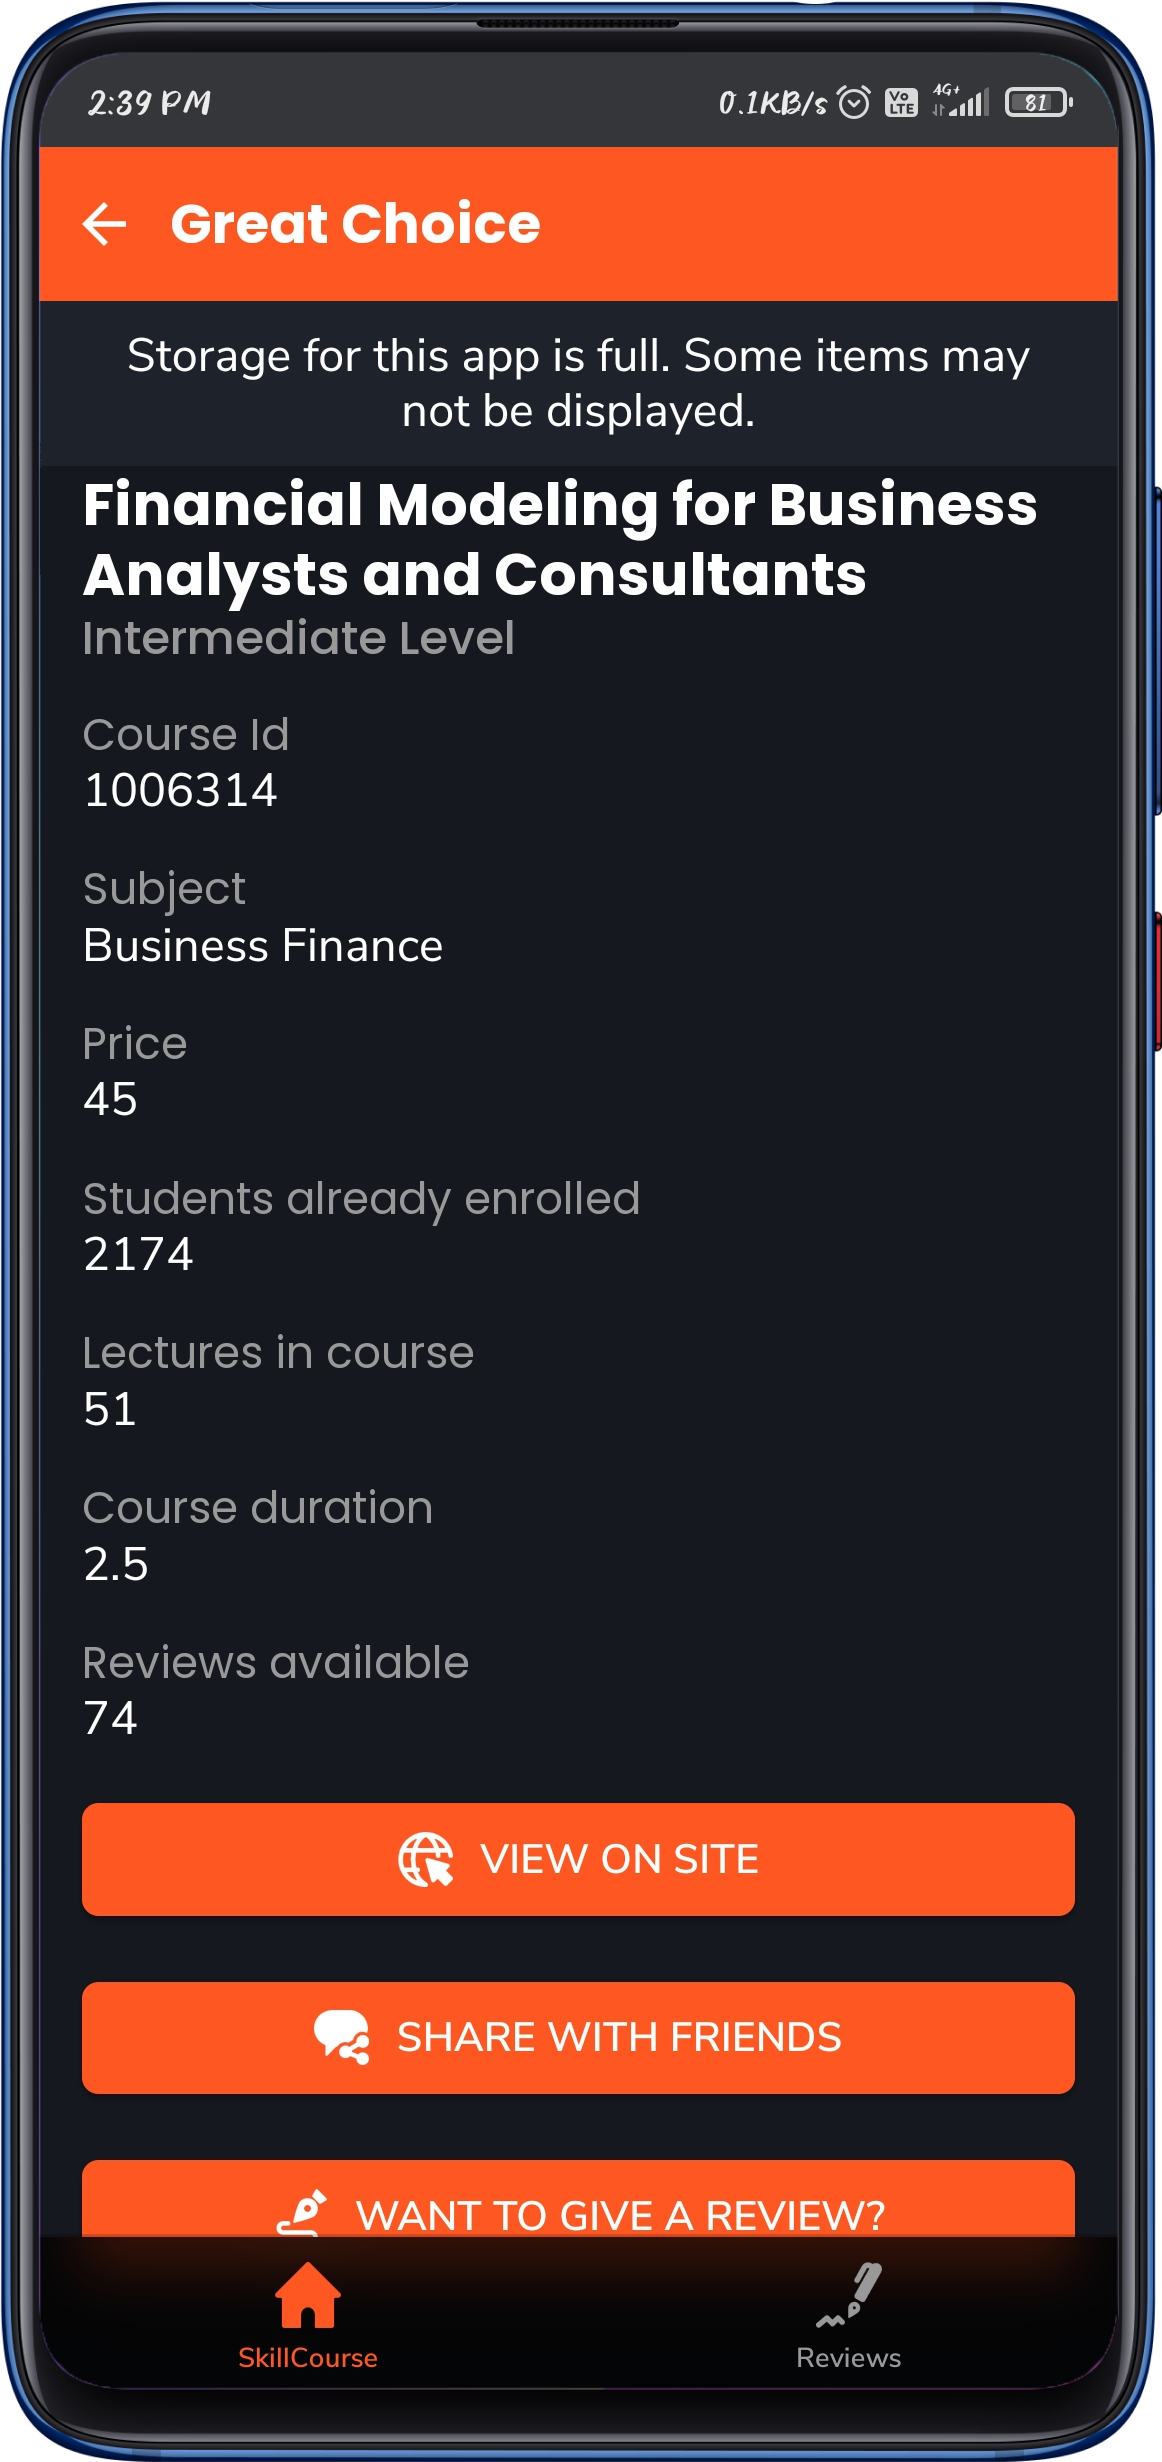 2:39 PM
0.1KB/s Vo LTE 4G+ 81
Great Choice
Storage for this app is full. Some items may
not be displayed.
Financial Modeling for Business
Analysts and Consultants
Intermediate Level
Course Id
1006314
Subject
Business Finance
Price
45
Students already enrolled
2174
Lectures in course
51
Course duration
2.5
Reviews available
74
VIEW ON SITE
SHARE WITH FRIENDS
WANT TO GIVE A REVIEW?
SkillCourse
Reviews